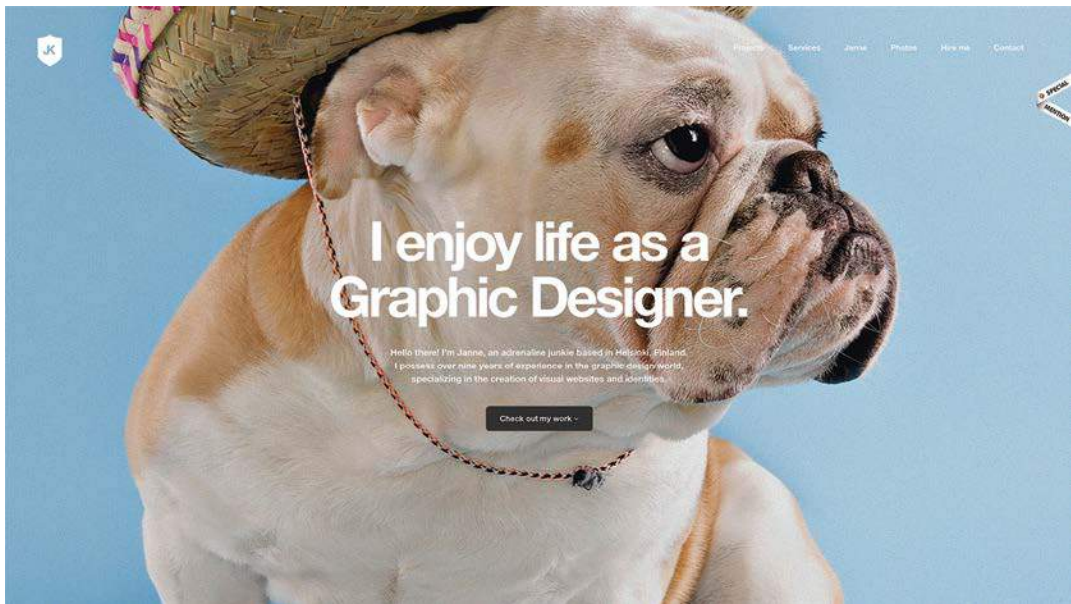 JK
Projects Services Janne Photos Hire me Contact
SPECIAL
MENTION
I enjoy life as a
Graphic Designer.
Hello there! I'm Janne, an adrenaline junkie based in Helsinki, Finland.
I possess over nine years of experience in the graphic design world,
specializing in the creation of visual websites and identities.
Check out my work ~